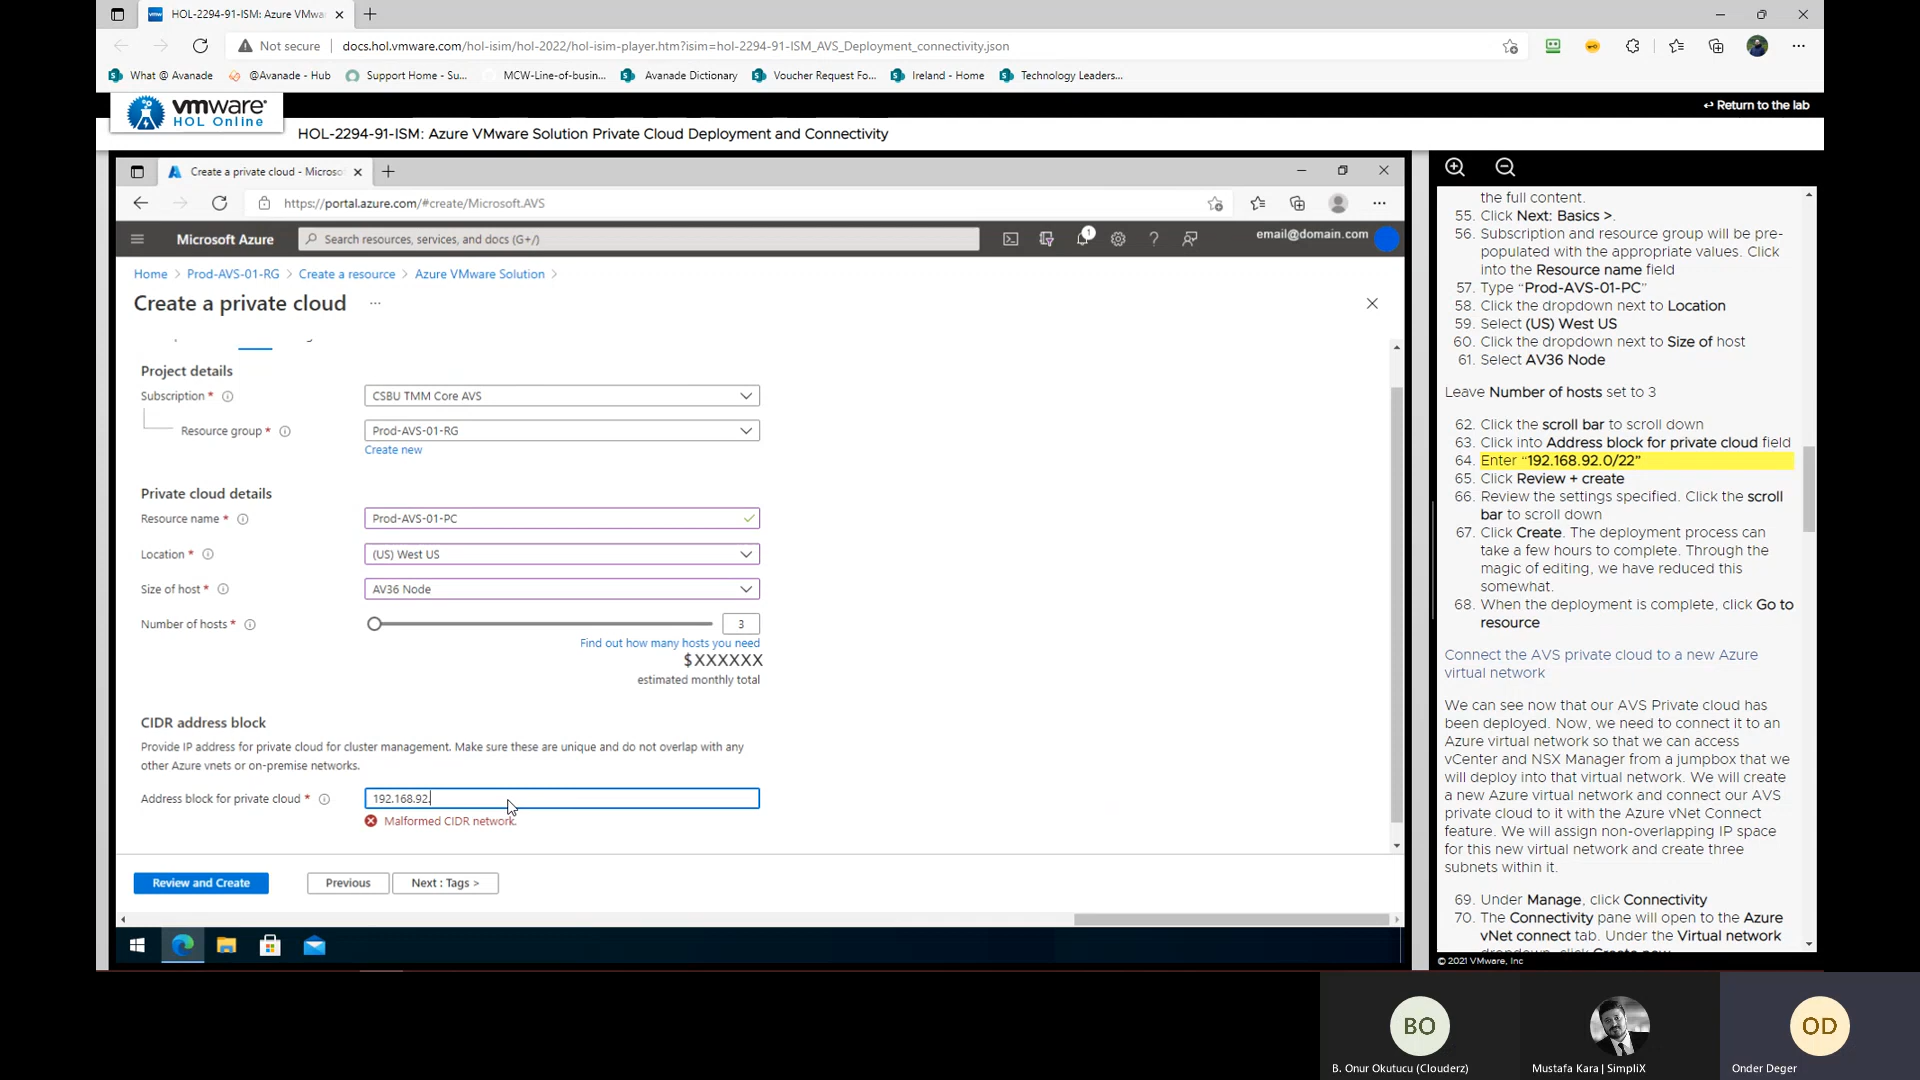 HOL-2294-91-ISM: Azure VMwa
Not secure
docs.hol.vmware.com/hol-isim/hol-2022/hol-isim-player.htm?isim=hol-2294-91-ISM_AVS_Deployment_connectivity.json
What @ Avanade
@Avanade - Hub
Support Home - Su...
MCW-Line-of-busin...
Avanade Dictionary
Voucher Request Fo...
Ireland - Home
Technology Leaders...
vmware
HOL Online
Return to the lab
HOL-2294-91-ISM: Azure VMware Solution Private Cloud Deployment and Connectivity
Create a private cloud - Microso
https://portal.azure.com/#create/Microsoft.AVS
Microsoft Azure
Search resources, services, and docs (G+/)
1
email@domain.com
Home > Prod-AVS-01-RG > Create a resource > Azure VMware Solution >
Create a private cloud ...
Project details
Subscription *
CSBU TMM Core AVS
Resource group *
Prod-AVS-01-RG
Create new
Private cloud details
Resource name *
Prod-AVS-01-PC
Location *
(US) West US
Size of host *
AV36 Node
Number of hosts *
3
Find out how many hosts you need
$XXXXXX
estimated monthly total
CIDR address block
Provide IP address for private cloud for cluster management. Make sure these are unique and do not overlap with any
other Azure vnets or on-premise networks.
Address block for private cloud *
192.168.92.
Malformed CIDR network.
Review and Create
Previous
Next : Tags >
the full content.
55. Click Next: Basics >.
56. Subscription and resource group will be pre-
populated with the appropriate values. Click
into the Resource name field
57. Type “Prod-AVS-01-PC”
58. Click the dropdown next to Location
59. Select (US) West US
60. Click the dropdown next to Size of host
61. Select AV36 Node
Leave Number of hosts set to 3
62. Click the scroll bar to scroll down
63. Click into Address block for private cloud field
64. Enter “192.168.92.0/22”
65. Click Review + create
66. Review the settings specified. Click the scroll
bar to scroll down
67. Click Create. The deployment process can
take a few hours to complete. Through the
magic of editing, we have reduced this
somewhat.
68. When the deployment is complete, click Go to
resource
Connect the AVS private cloud to a new Azure
virtual network
We can see now that our AVS Private cloud has
been deployed. Now, we need to connect it to an
Azure virtual network so that we can access
vCenter and NSX Manager from a jumpbox that we
will deploy into that virtual network. We will create
a new Azure virtual network and connect our AVS
private cloud to it with the Azure vNet Connect
feature. We will assign non-overlapping IP space
for this new virtual network and create three
subnets within it.
69. Under Manage, click Connectivity
70. The Connectivity pane will open to the Azure
vNet connect tab. Under the Virtual network
© 2021 VMware, Inc
BO
OD
B. Onur Okutucu (Clouderz)
Mustafa Kara | SimpliX
Onder Deger